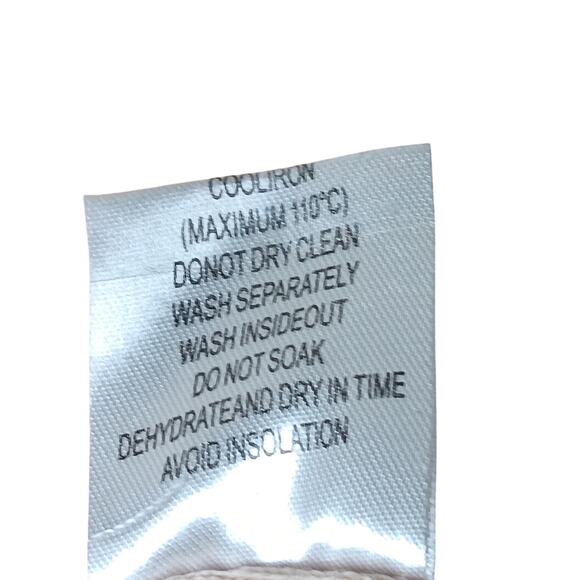 COOLIRON
(MAXIMUM 110°C)
DONOT DRY CLEAN
WASH SEPARATELY
WASH INSIDEOUT
DO NOT SOAK
DEHYDRATEAND DRY IN TIME
AVOID INSOLATION